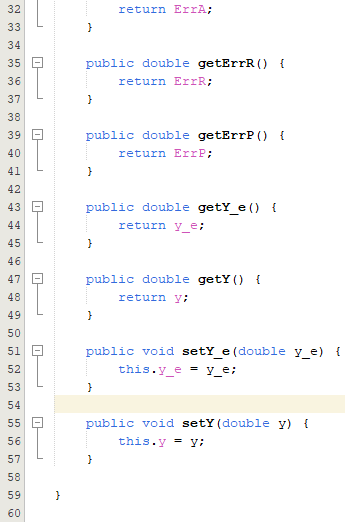 32 return ErrA;
33 }
34
35 public double getErrR() {
36 return ErrR;
37 }
38
39 public double getErrP() {
40 return ErrP;
41 }
42
43 public double getY_e() {
44 return y_e;
45 }
46
47 public double getY() {
48 return y;
49 }
50
51 public void setY_e(double y_e) {
52 this.y_e = y_e;
53 }
54
55 public void setY(double y) {
56 this.y = y;
57 }
58
59 }
60